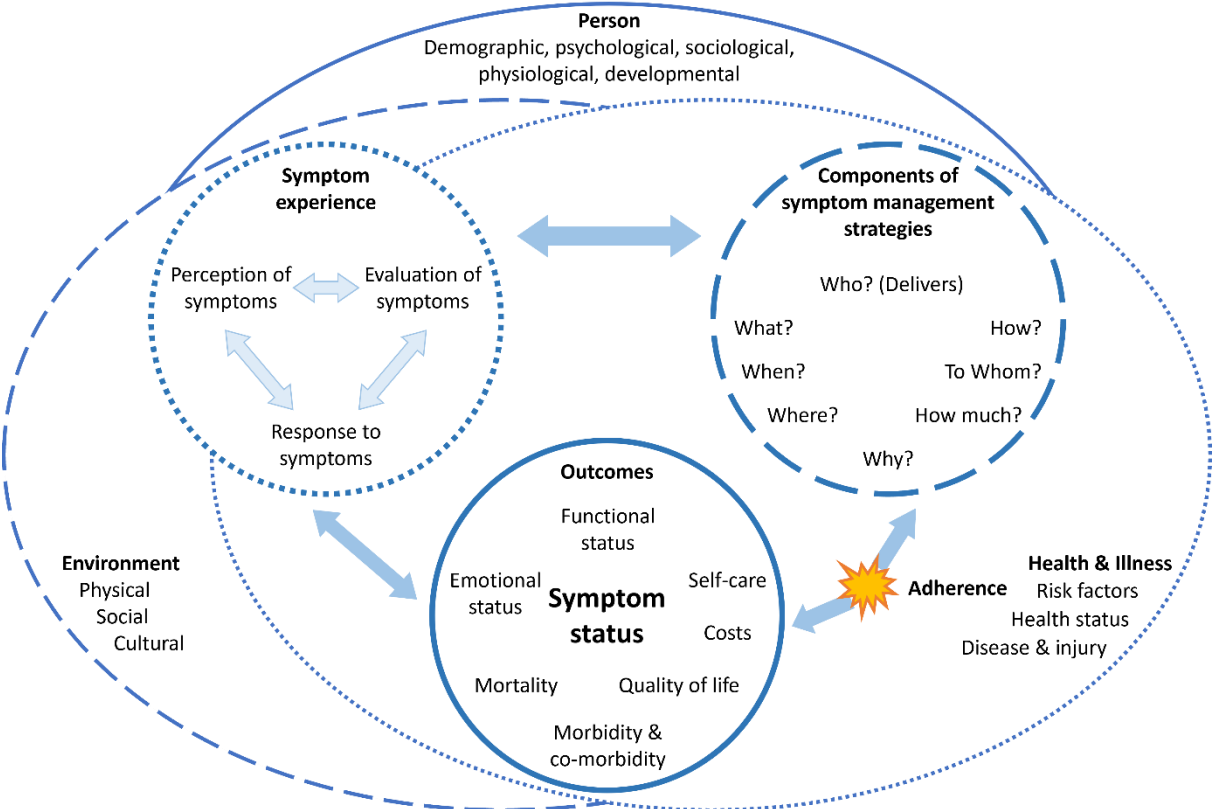 Person
Demographic, psychological, sociological,
physiological, developmental
Symptom
experience
Perception of
symptoms
Evaluation of
symptoms
Response to
symptoms
Components of
symptom management
strategies
Who? (Delivers)
What?
How?
When?
To Whom?
Where?
How much?
Why?
Outcomes
Functional
status
Emotional
status
Symptom
status
Self-care
Costs
Mortality
Quality of life
Morbidity &
co-morbidity
Environment
Physical
Social
Cultural
Adherence
Health & Illness
Risk factors
Health status
Disease & injury